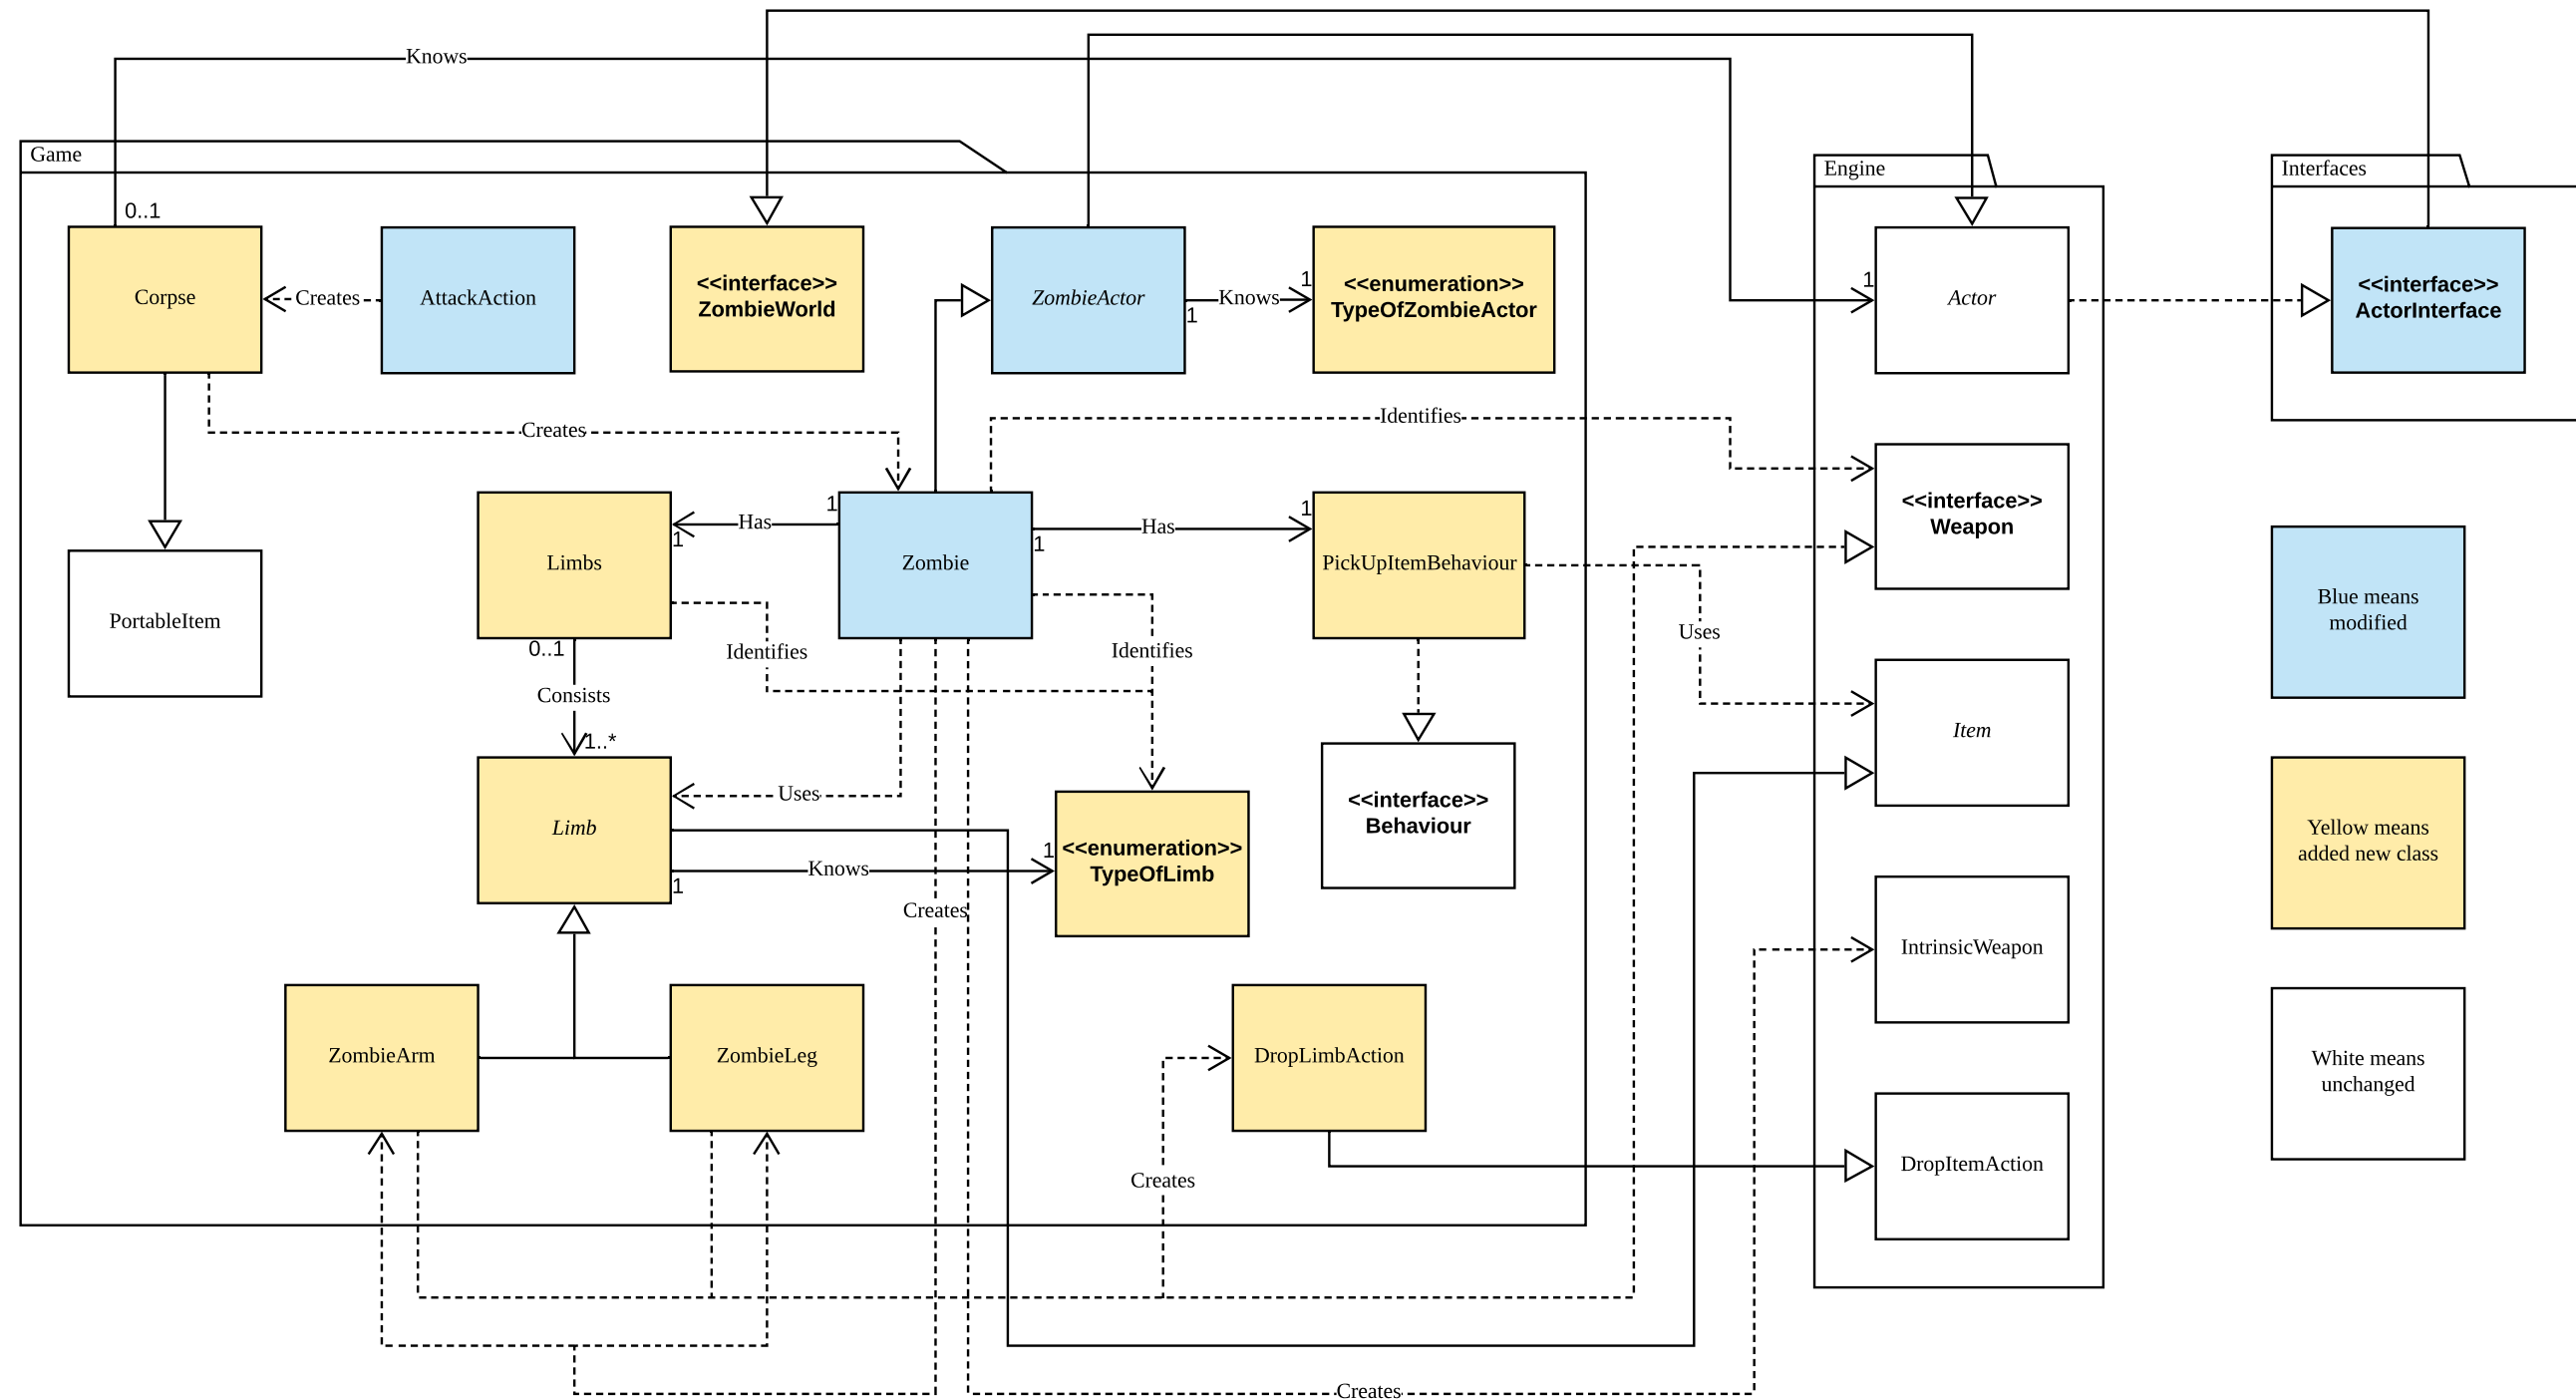 Knows
Game
Engine
Interfaces
0..1
Corpse
Creates
AttackAction
<<interface>>
ZombieWorld
ZombieActor
1
Knows
1
<<enumeration>>
TypeOfZombieActor
1
Actor
<<interface>>
ActorInterface
Creates
Identifies
Limbs
1
Has
1
Zombie
1
Has
1
PickUpItemBehaviour
<<interface>>
Weapon
PortableItem
Blue means
modified
0..1
Identifies
Identifies
Uses
Consists
1..*
Item
Uses
Limb
<<interface>>
Behaviour
Yellow means
added new class
1
Knows
1
<<enumeration>>
TypeOfLimb
Creates
IntrinsicWeapon
ZombieArm
ZombieLeg
DropLimbAction
White means
unchanged
Creates
DropItemAction
Creates